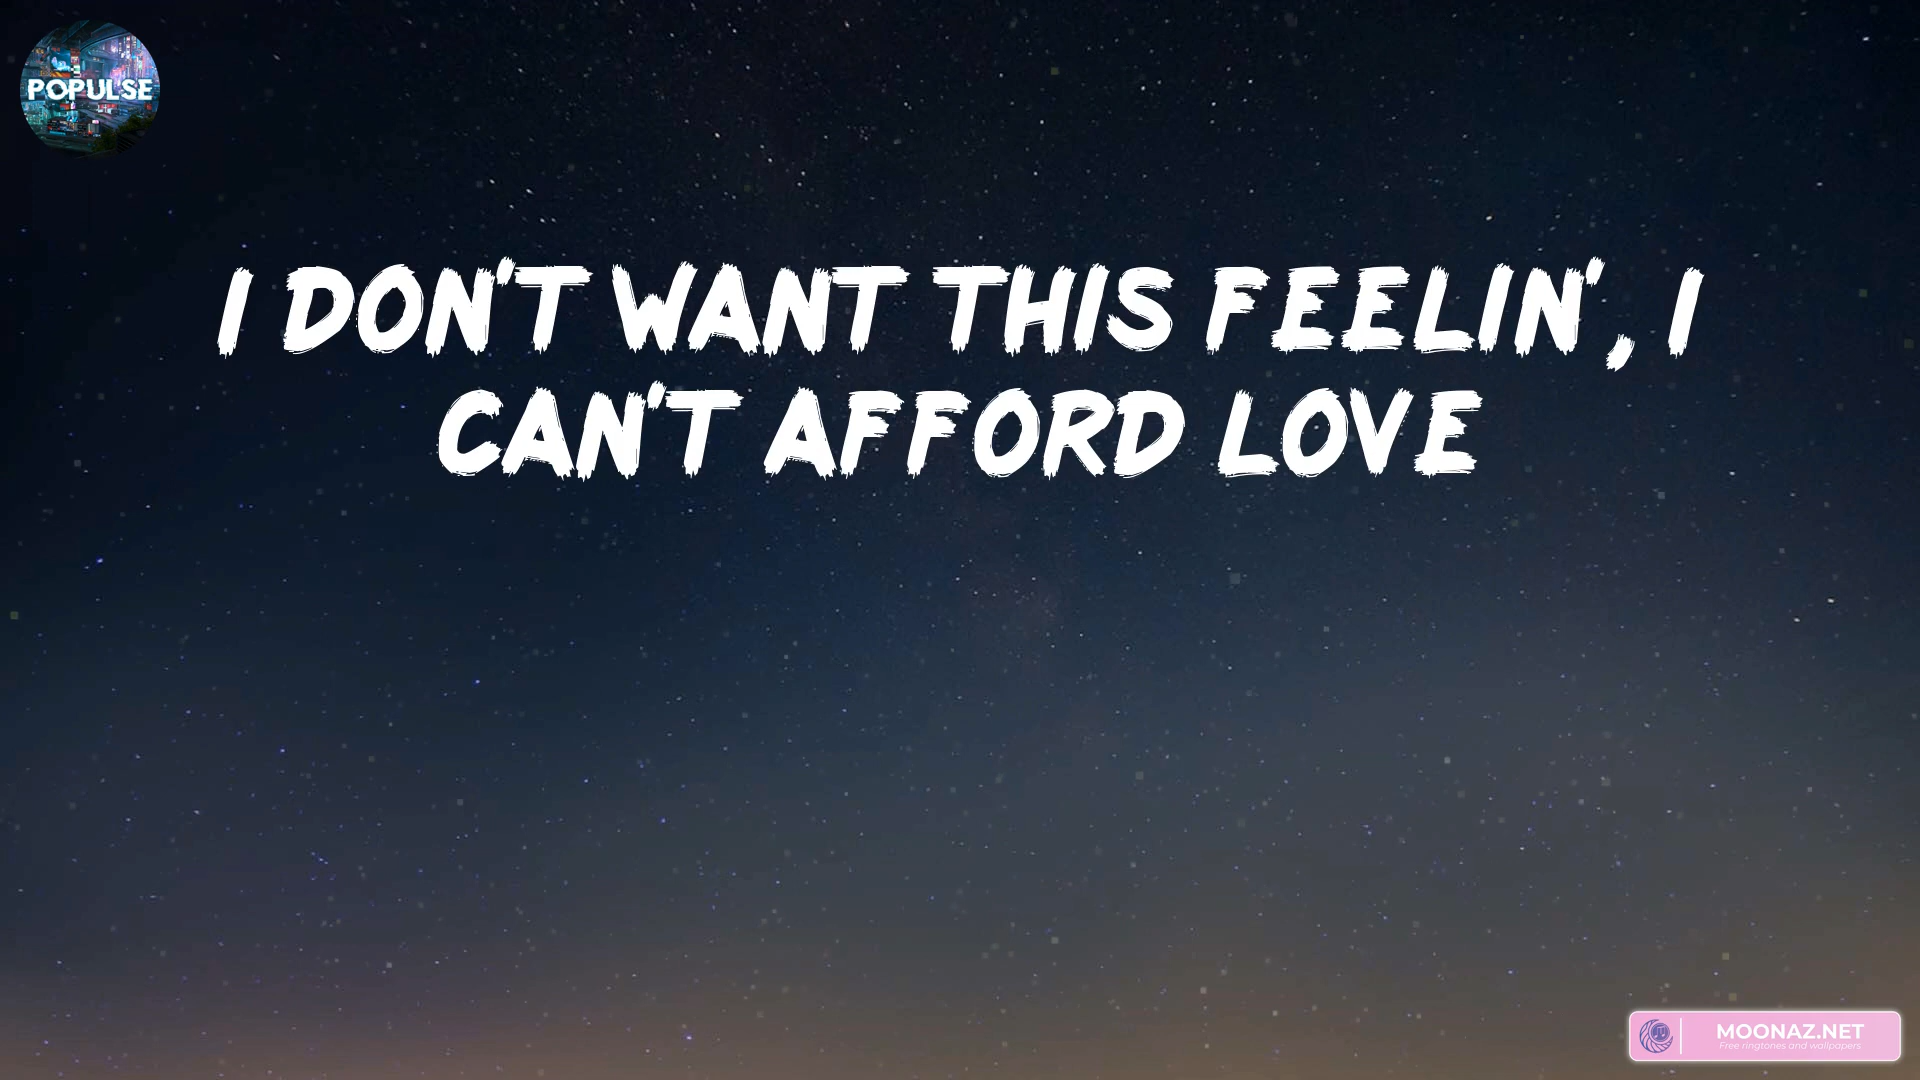 POPULSE
I DON'T WANT THIS FEELIN', I
CAN'T AFFORD LOVE
MOONAZ.NET
Free ringtones and wallpapers